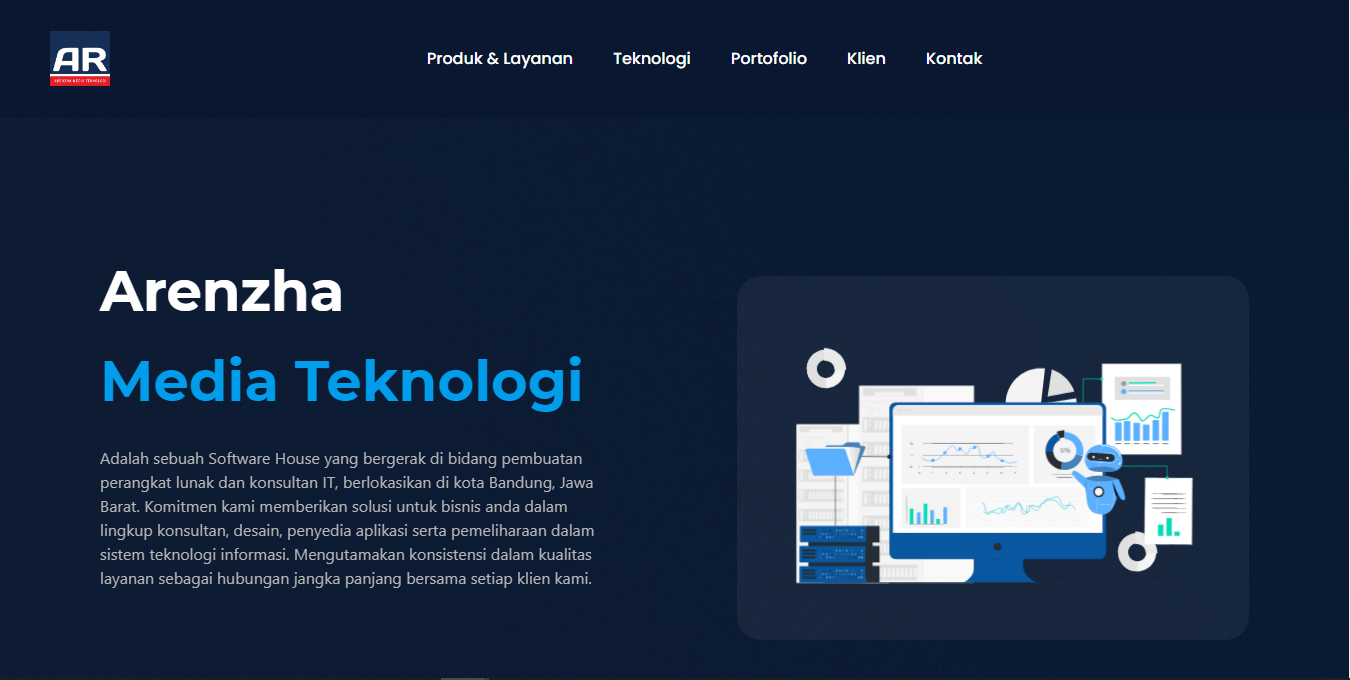 AR
ARENZHA MEDIA TEKNOLOGI
Produk & Layanan
Teknologi
Portofolio
Klien
Kontak
Arenzha
Media Teknologi
Adalah sebuah Software House yang bergerak di bidang pembuatan
perangkat lunak dan konsultan IT, berlokasikan di kota Bandung, Jawa
Barat. Komitmen kami memberikan solusi untuk bisnis anda dalam
lingkup konsultan, desain, penyedia aplikasi serta pemeliharaan dalam
sistem teknologi informasi. Mengutamakan konsistensi dalam kualitas
layanan sebagai hubungan jangka panjang bersama setiap klien kami.